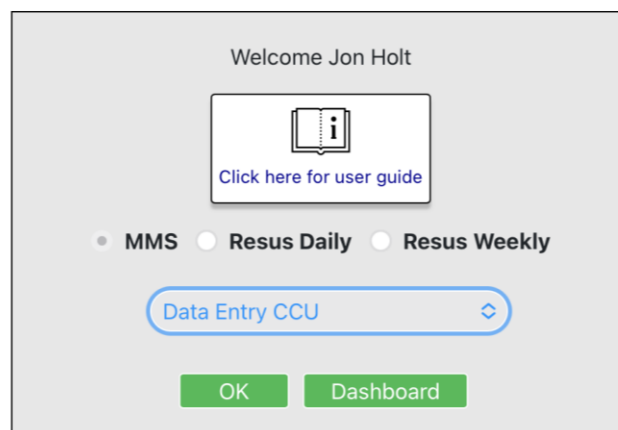 Welcome Jon Holt
i
Click here for user guide
MMS Resus Daily Resus Weekly
Data Entry CCU
OK Dashboard